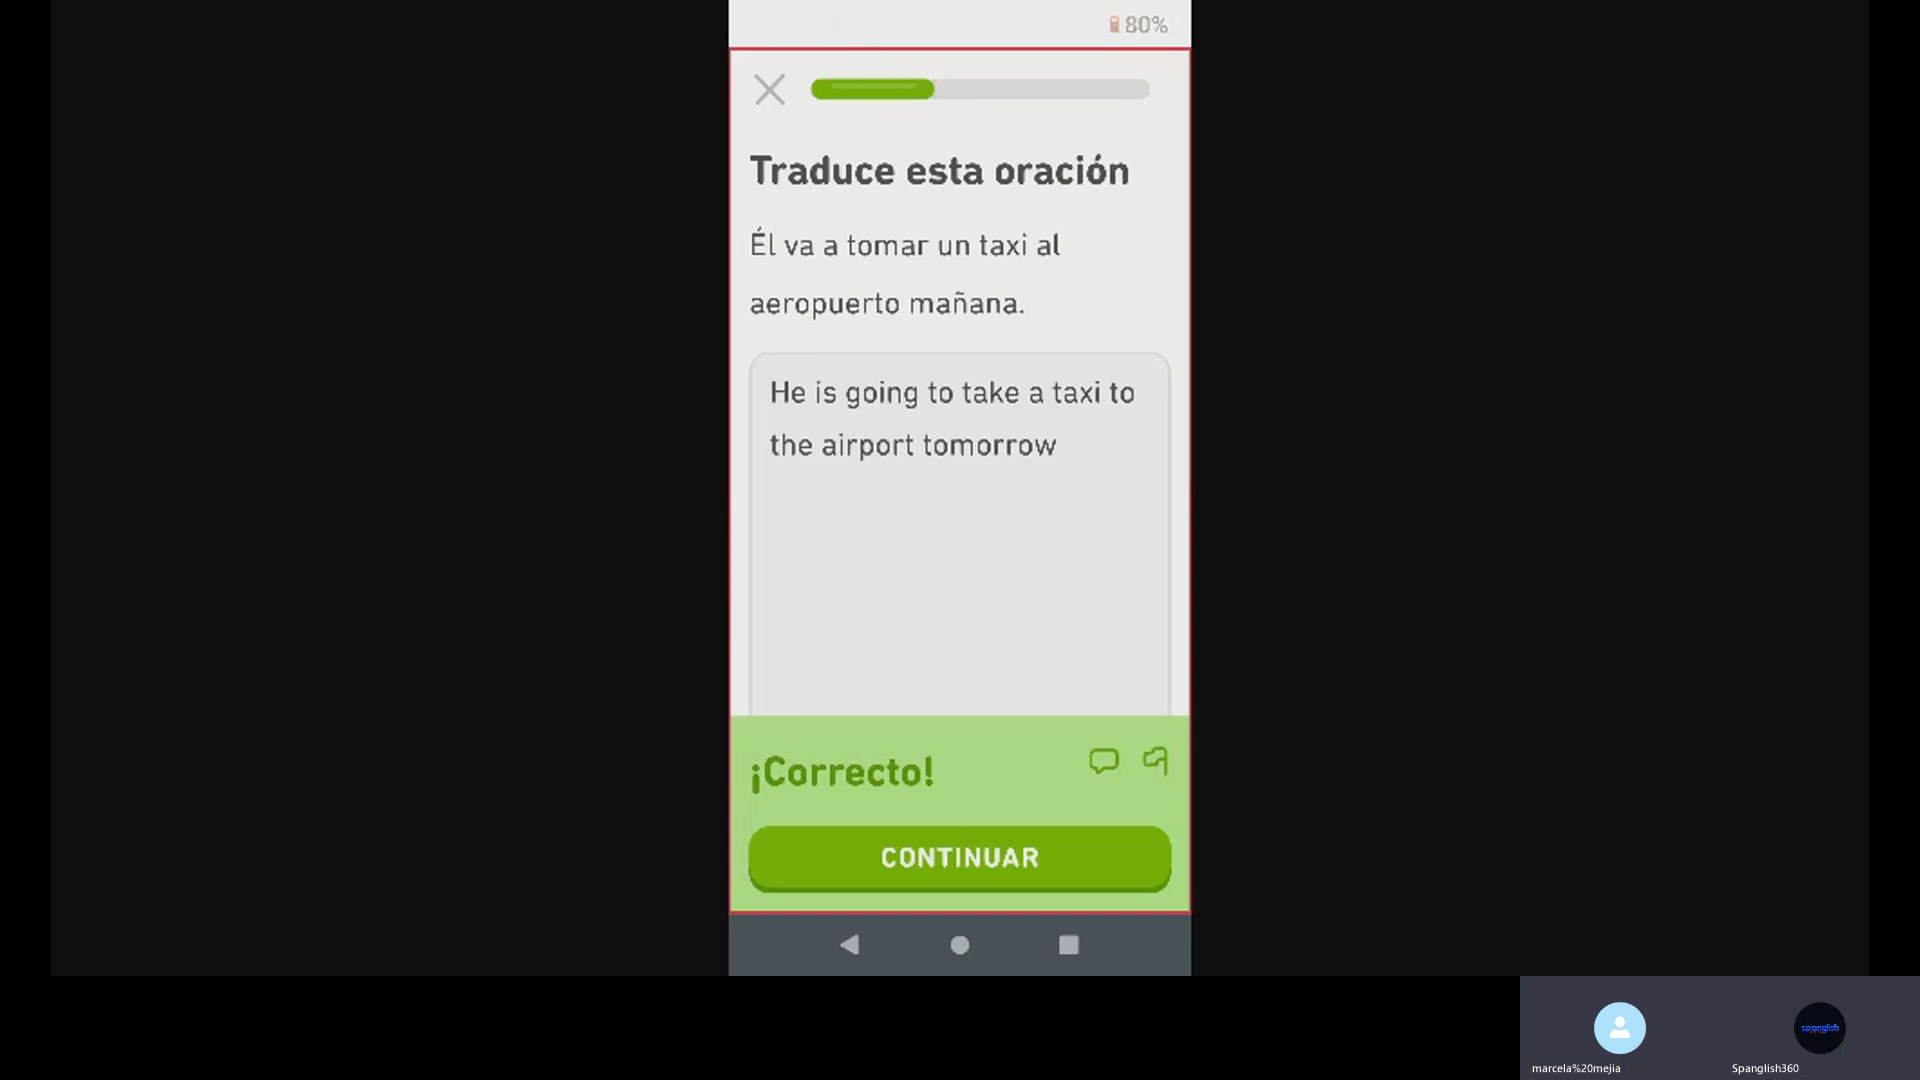 80%
Traduce esta oración
Él va a tomar un taxi al
aeropuerto mañana.
He is going to take a taxi to
the airport tomorrow
¡Correcto!
CONTINUAR
spanglish
marcela%20mejia
Spanglish360